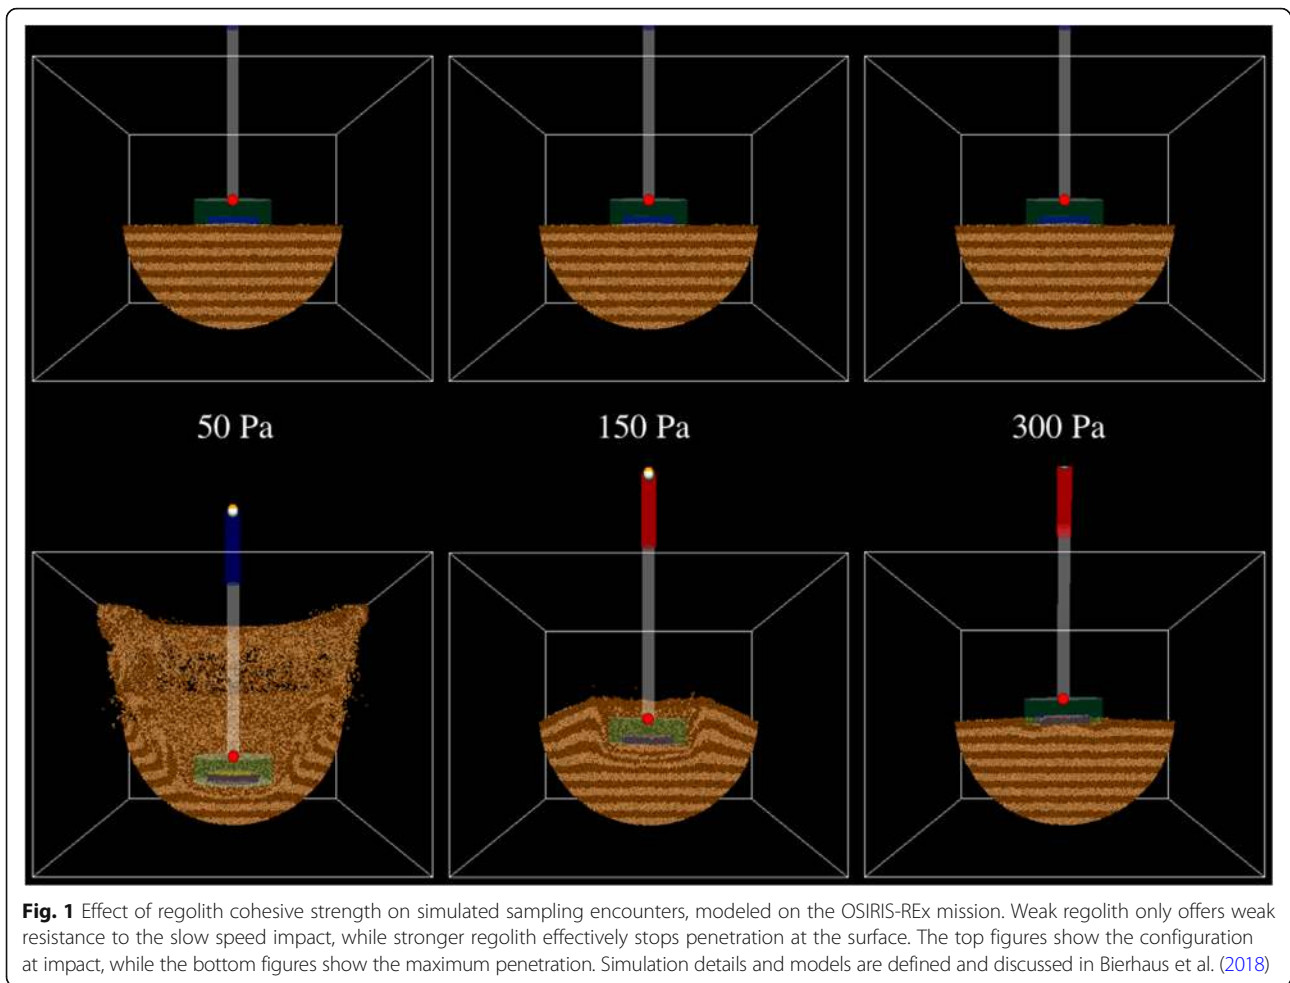 50 Pa
150 Pa
300 Pa
Fig. 1 Effect of regolith cohesive strength on simulated sampling encounters, modeled on the OSIRIS-REx mission. Weak regolith only offers weak
resistance to the slow speed impact, while stronger regolith effectively stops penetration at the surface. The top figures show the configuration
at impact, while the bottom figures show the maximum penetration. Simulation details and models are defined and discussed in Bierhaus et al. (2018)